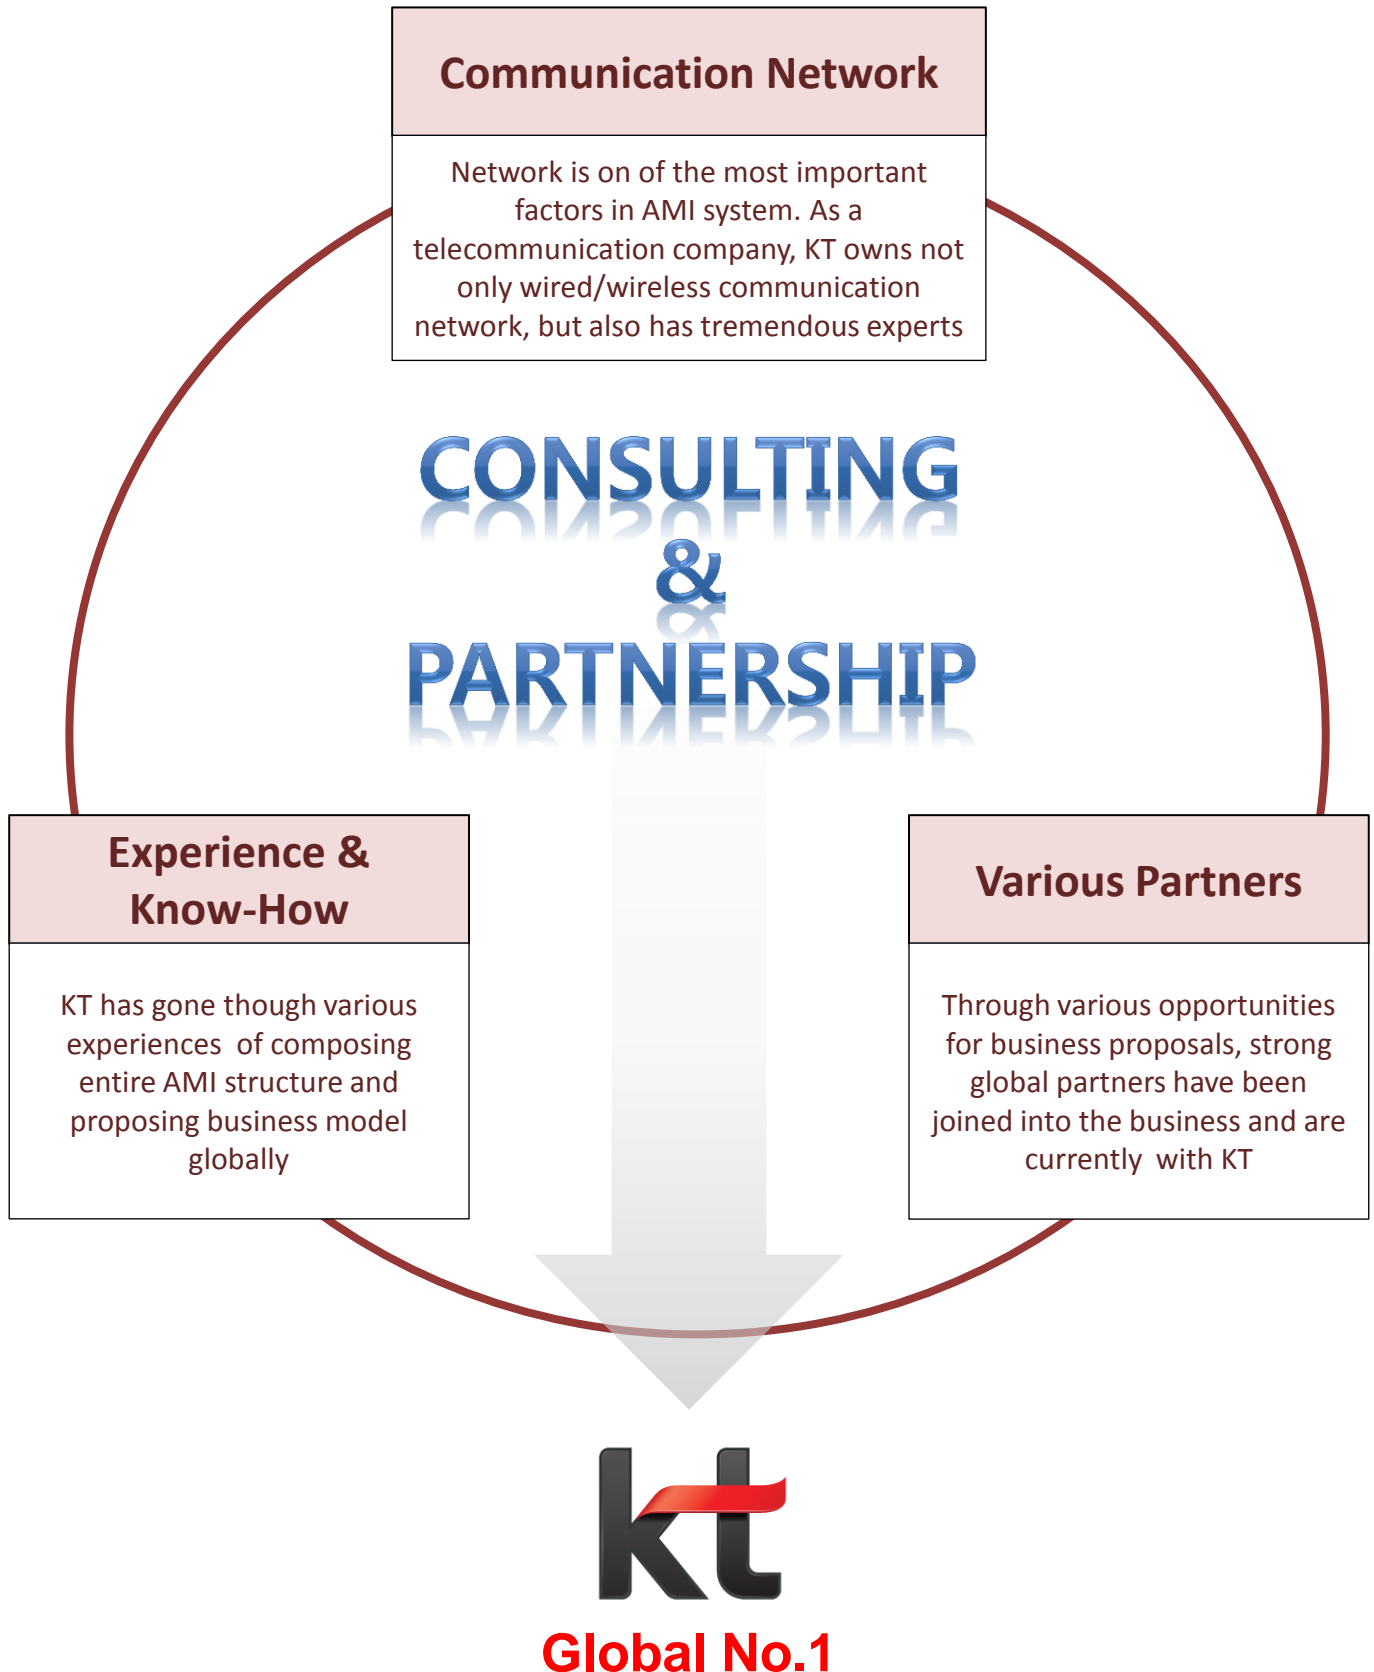 Communication Network
Network is on of the most important
factors in AMI system. As a
telecommunication company, KT owns not
only wired/wireless communication
network, but also has tremendous experts
CONSULTING
&
PARTNERSHIP
Experience &
Know-How
KT has gone though various
experiences  of composing
entire AMI structure and
proposing business model
globally
Various Partners
Through various opportunities
for business proposals, strong
global partners have been
joined into the business and are
currently  with KT
kt
Global No.1